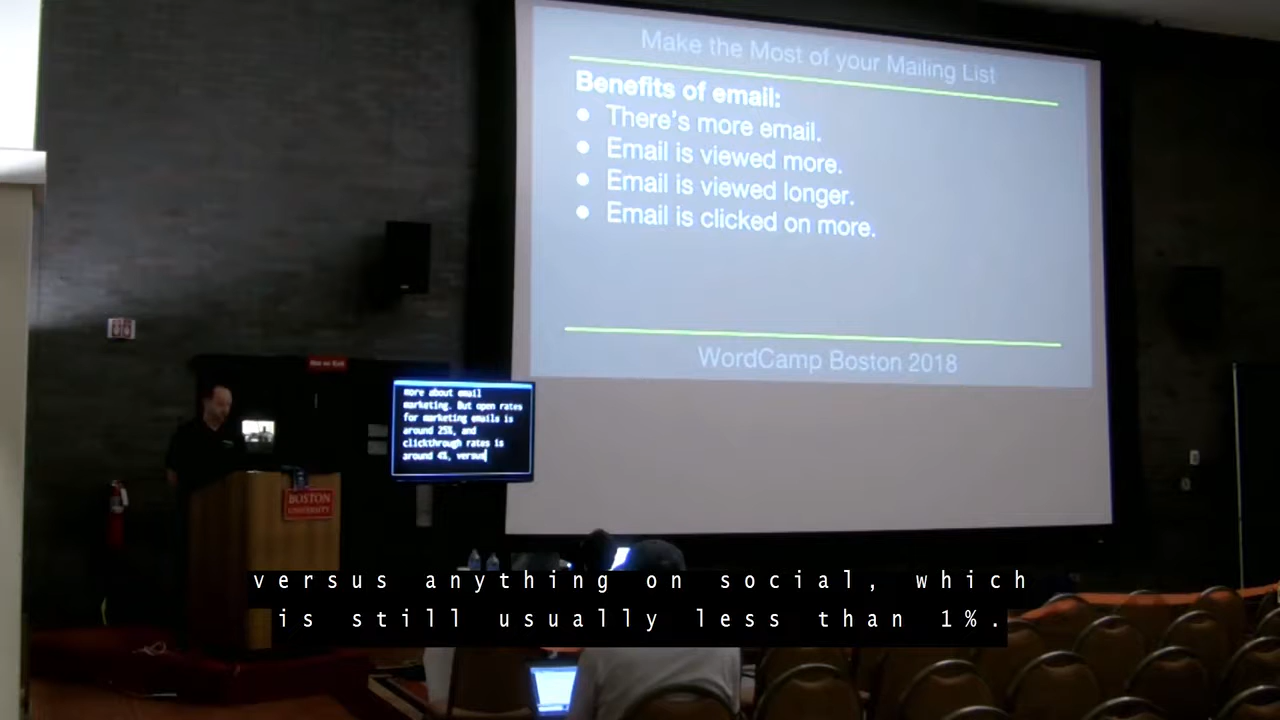 Make the Most of your Mailing List
Benefits of email:
● There's more email.
● Email is viewed more.
● Email is viewed longer.
● Email is clicked on more.
WordCamp Boston 2018
more about email
marketing. But open rates
for marketing emails is
around 25%, and
clickthrough rates is
around 4%, versus
BOSTON
UNIVERSITY
versus anything on social, which
is still usually less than 1%.